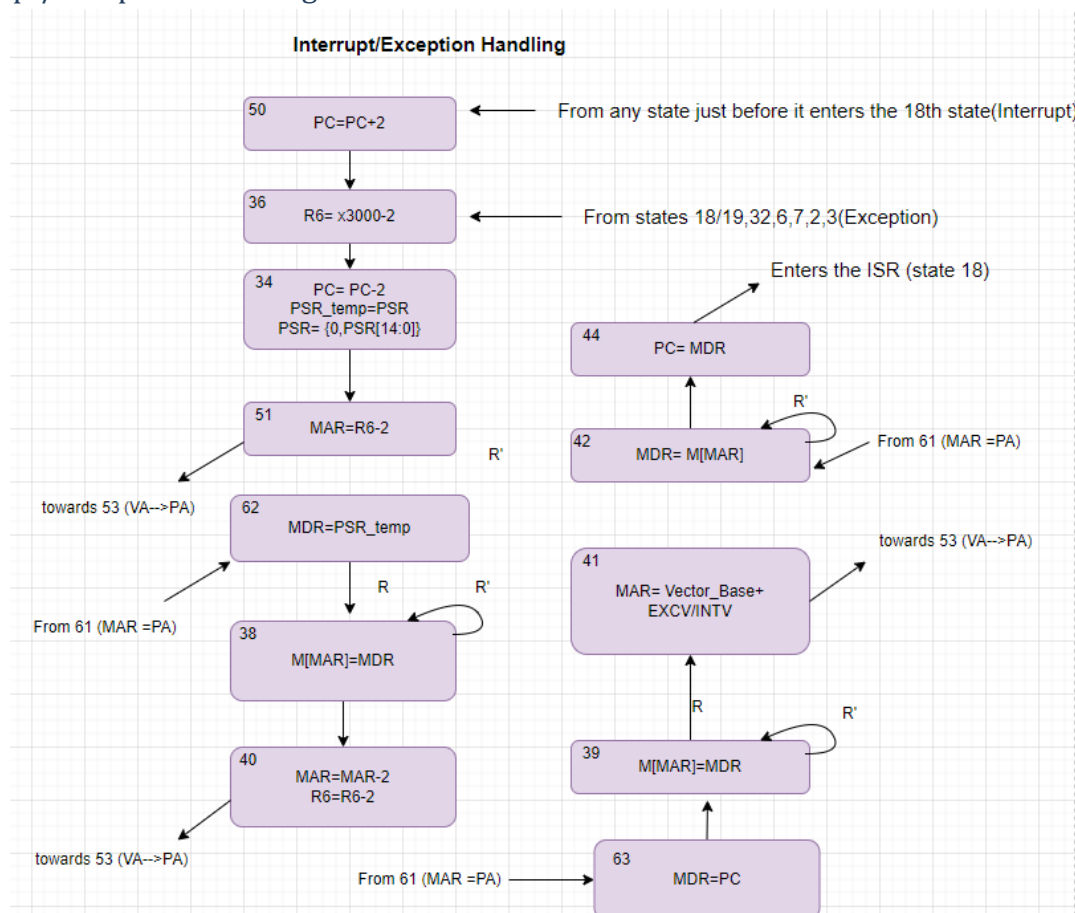 Interrupt/Exception Handling
50
PC=PC+2
From any state just before it enters the 18th state(Interrupt)
36
R6= x3000-2
From states 18/19,32,6,7,2,3(Exception)
34
PC= PC-2
PSR_temp=PSR
PSR= {0,PSR[14:0]}
Enters the ISR (state 18)
44
PC= MDR
51
MAR=R6-2
R'
R'
42
MDR= M[MAR]
From 61 (MAR =PA)
towards 53 (VA-->PA)
62
MDR=PSR_temp
towards 53 (VA-->PA)
41
MAR= Vector_Base+
EXCV/INTV
R
R'
From 61 (MAR =PA)
38
M[MAR]=MDR
R
R'
39
M[MAR]=MDR
40
MAR=MAR-2
R6=R6-2
towards 53 (VA-->PA)
63
MDR=PC
From 61 (MAR =PA)